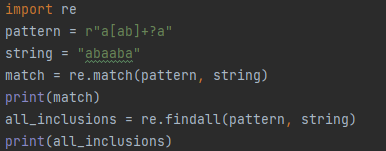 import re
pattern = r"a[ab]+?a"
string = "abaaba"
match = re.match(pattern, string)
print(match)
all_inclusions = re.findall(pattern, string)
print(all_inclusions)